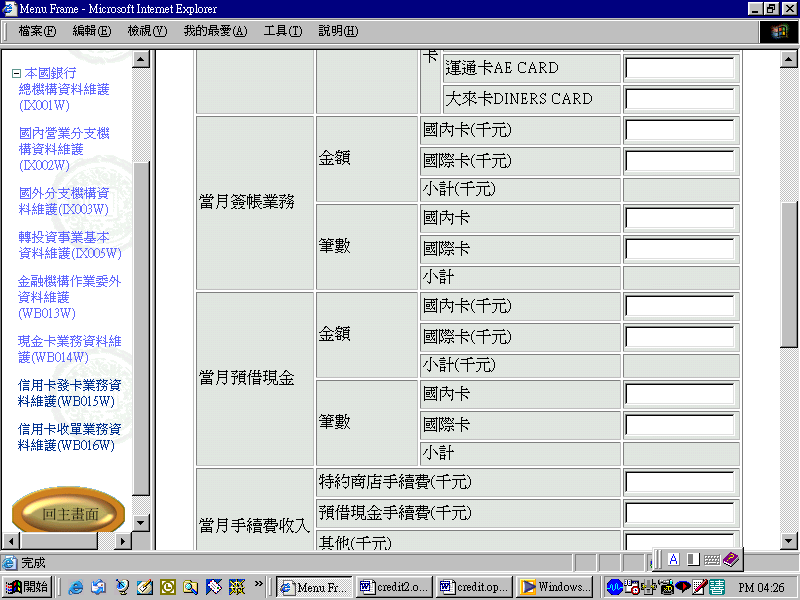 Menu Frame - Microsoft Internet Explorer
檔案(F) 編輯(E) 檢視(V) 我的最愛(A) 工具(T) 說明(H)
本國銀行
總機構資料維護
(IX001W)
國內營業分支機
構資料維護
(IX002W)
國外分支機構資
料維護(IX003W)
轉投資事業基本
資料維護(IX005W)
金融機構作業委外
資料維護
(WB013W)
現金卡業務資料維
護(WB014W)
信用卡發卡業務資
料維護(WB015W)
信用卡收單業務資
料維護(WB016W)
回主畫面
卡
運通卡AE CARD
大來卡DINERS CARD
當月簽帳業務
金額
國內卡(千元)
國際卡(千元)
小計(千元)
筆數
國內卡
國際卡
小計
當月預借現金
金額
國內卡(千元)
國際卡(千元)
小計(千元)
筆數
國內卡
國際卡
小計
當月手續費收入
特約商店手續費(千元)
預借現金手續費(千元)
其他(千元)
完成
A
開始
»
Menu Fr...
credit2.o...
credit.op...
Windows...
PM 04:26